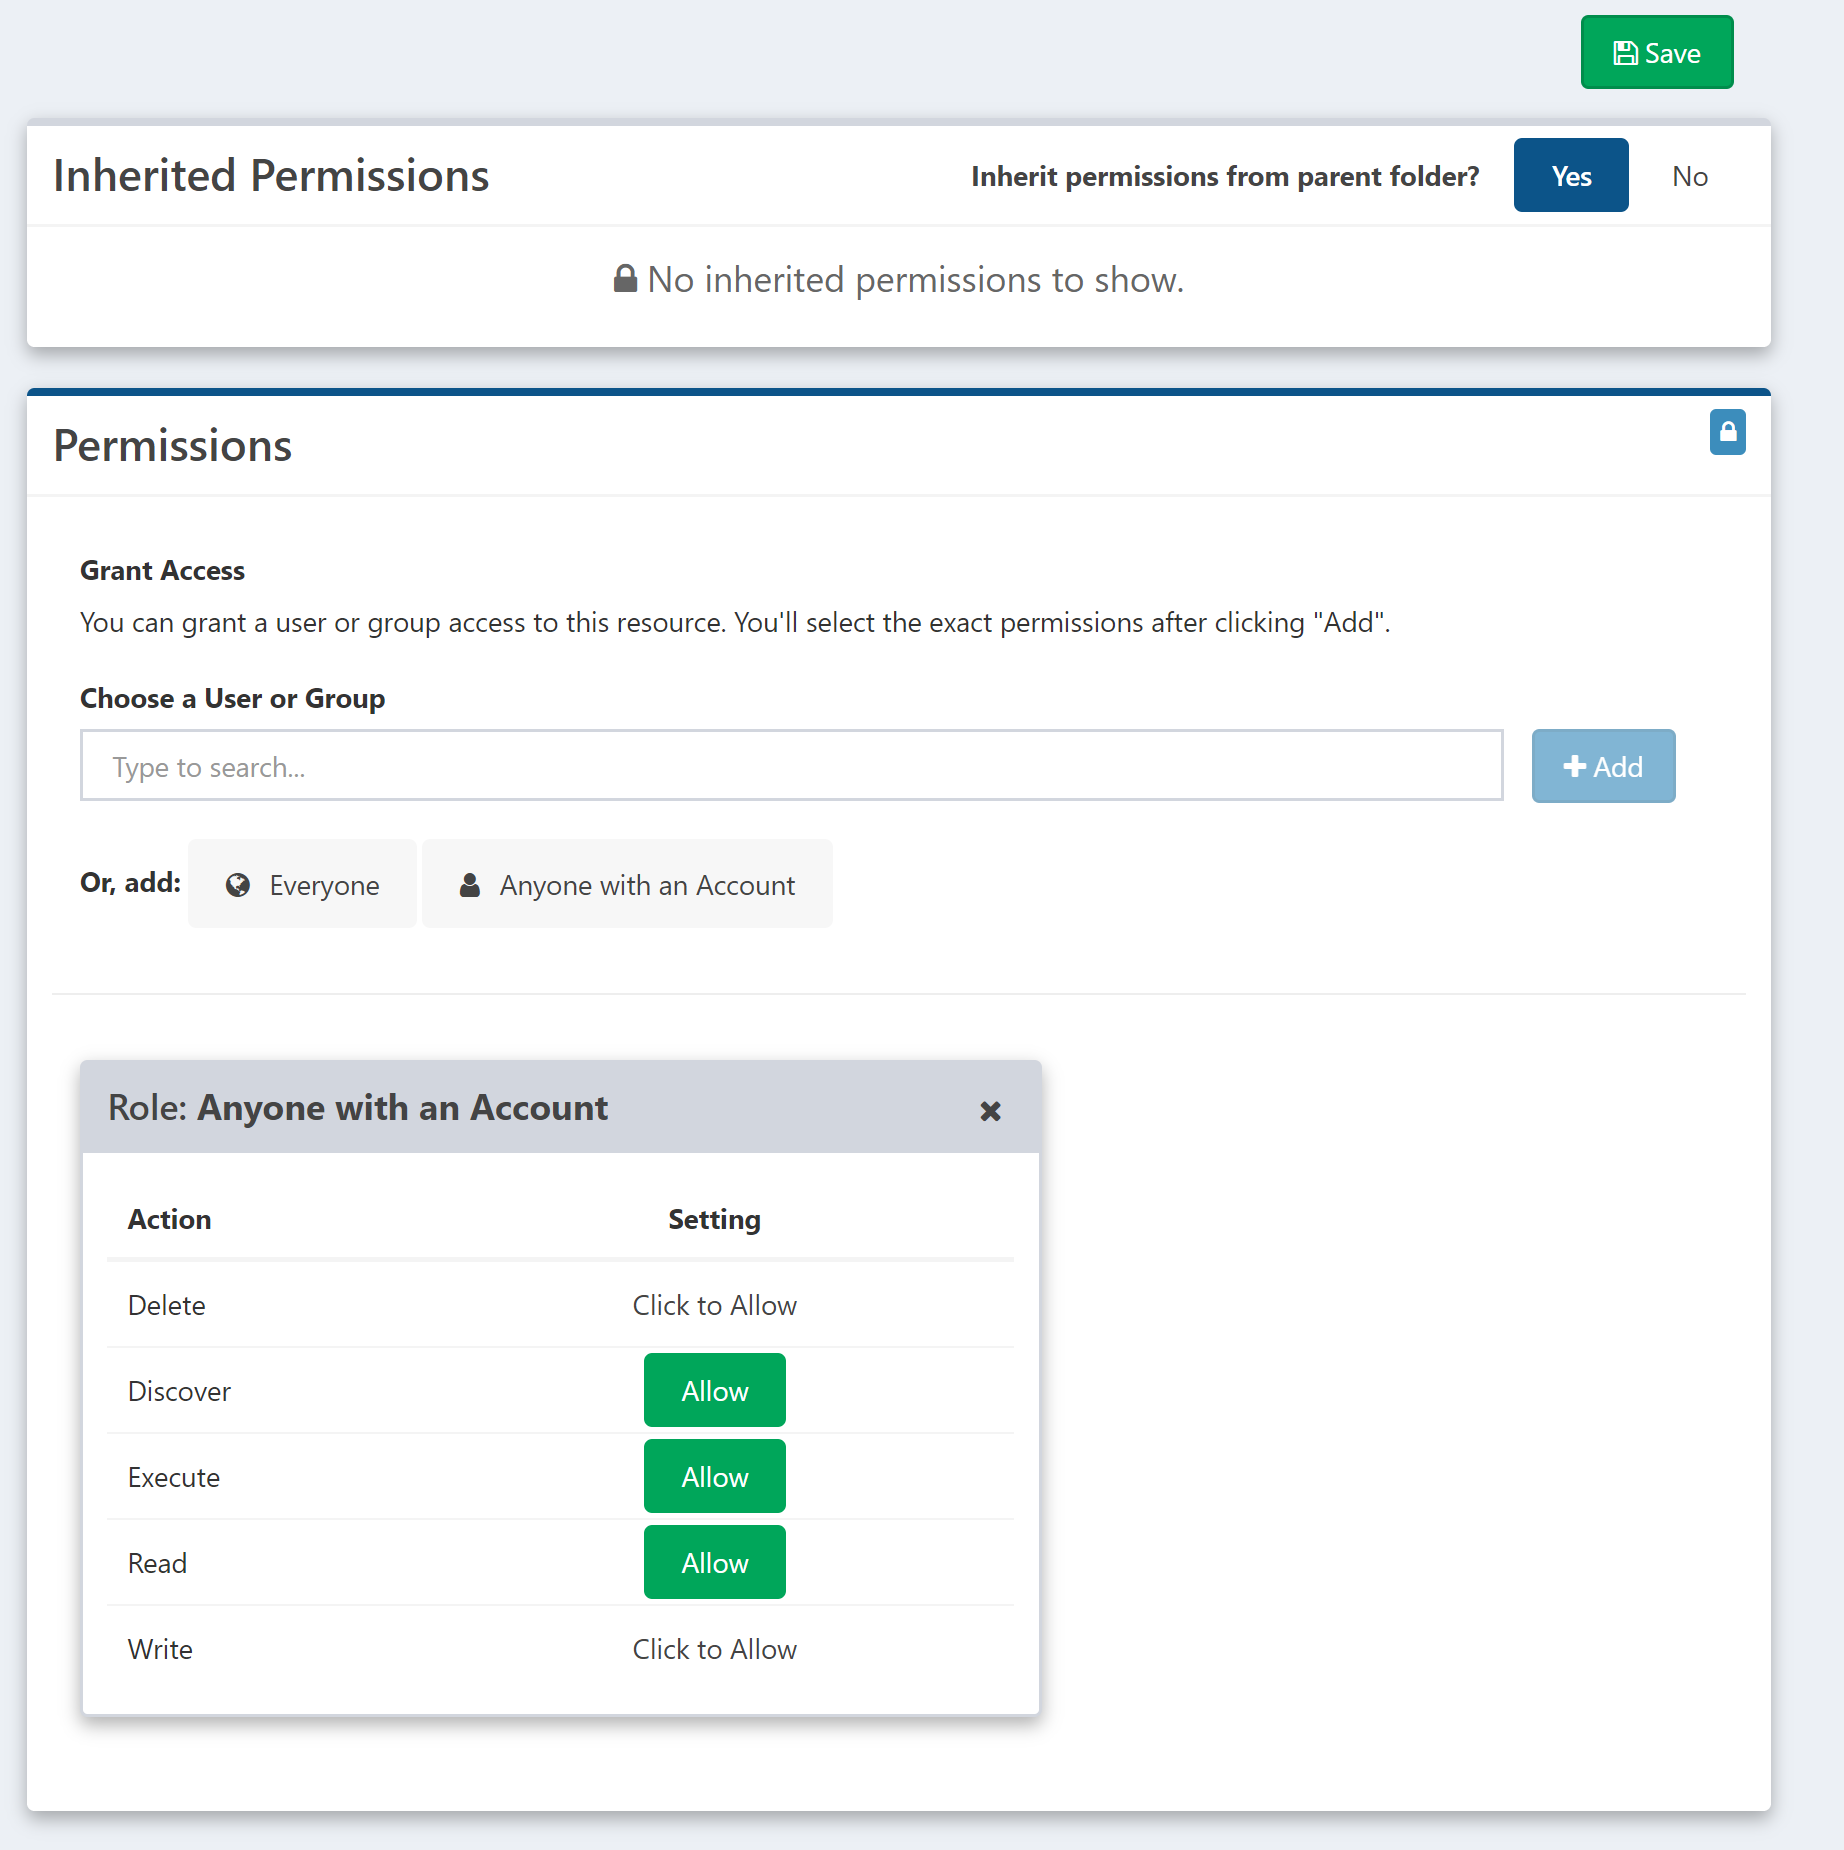 Save
Inherited Permissions
Inherit permissions from parent folder? Yes No
No inherited permissions to show.
Permissions
Grant Access
You can grant a user or group access to this resource. You'll select the exact permissions after clicking "Add".
Choose a User or Group
Type to search... Add
Or, add: Everyone Anyone with an Account
Role: Anyone with an Account
Action Setting
Delete Click to Allow
Discover Allow
Execute Allow
Read Allow
Write Click to Allow